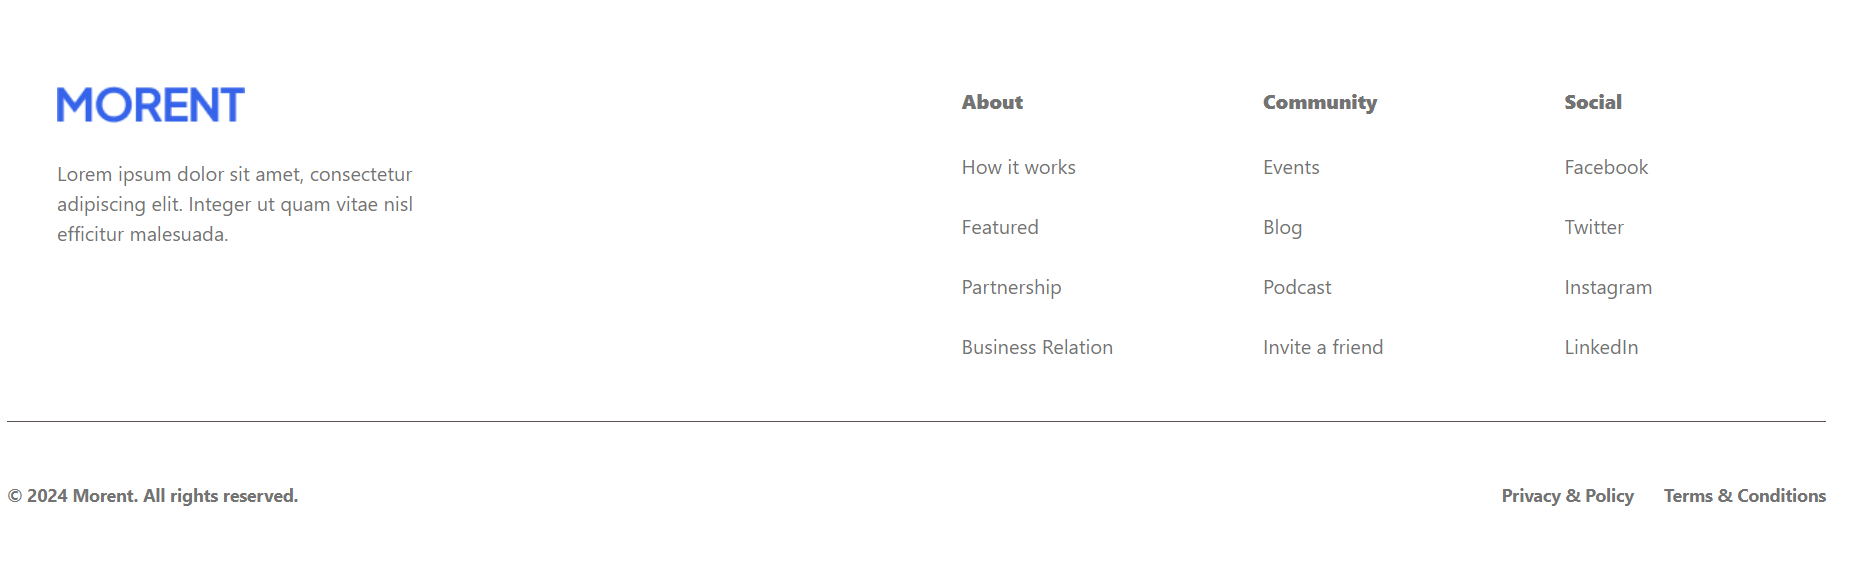 MORENT
Lorem ipsum dolor sit amet, consectetur
adipiscing elit. Integer ut quam vitae nisl
efficitur malesuada.
About
How it works
Featured
Partnership
Business Relation
Community
Events
Blog
Podcast
Invite a friend
Social
Facebook
Twitter
Instagram
LinkedIn
© 2024 Morent. All rights reserved.
Privacy & Policy
Terms & Conditions